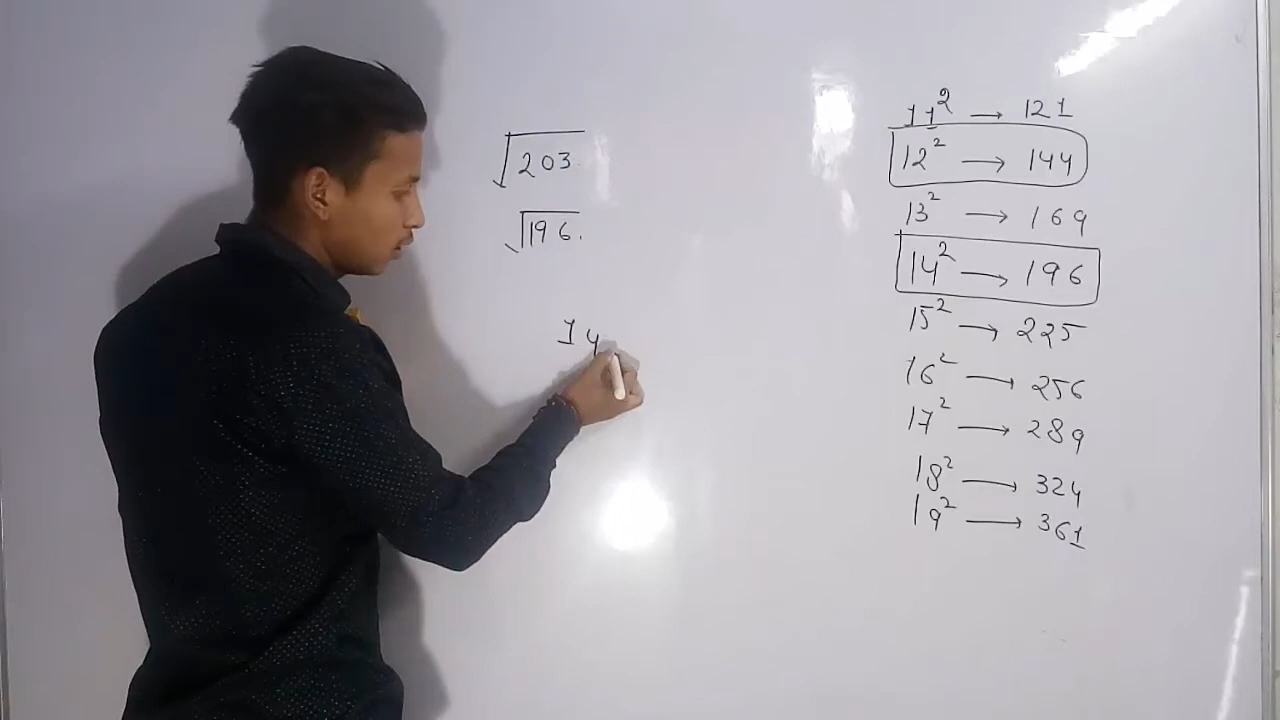 √203
√196
14
11² → 121
12² → 144
13² → 169
14² → 196
15² → 225
16² → 256
17² → 289
18² → 324
19² → 361